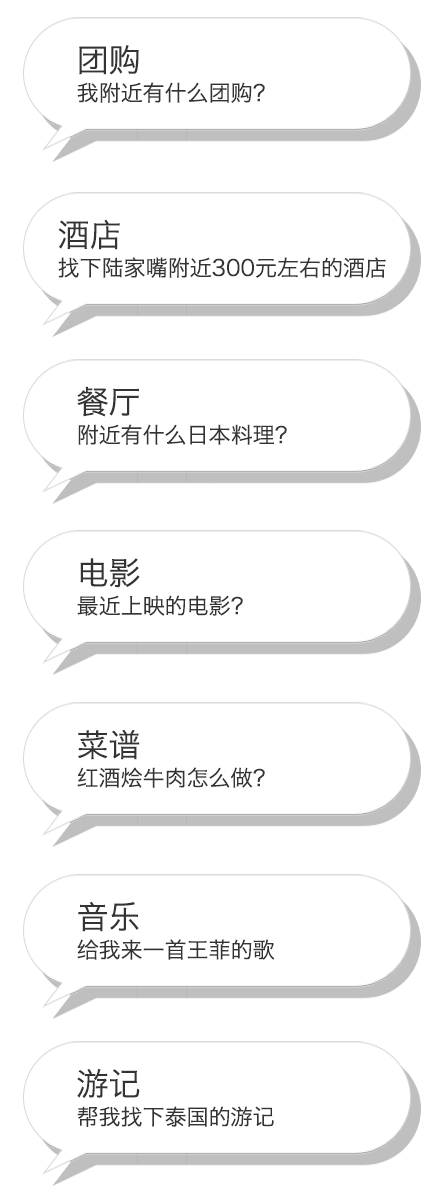 团购
我附近有什么团购?
酒店
找下陆家嘴附近300元左右的酒店
餐厅
附近有什么日本料理?
电影
最近上映的电影?
菜谱
红酒烩牛肉怎么做?
音乐
给我来一首王菲的歌
游记
帮我找下泰国的游记